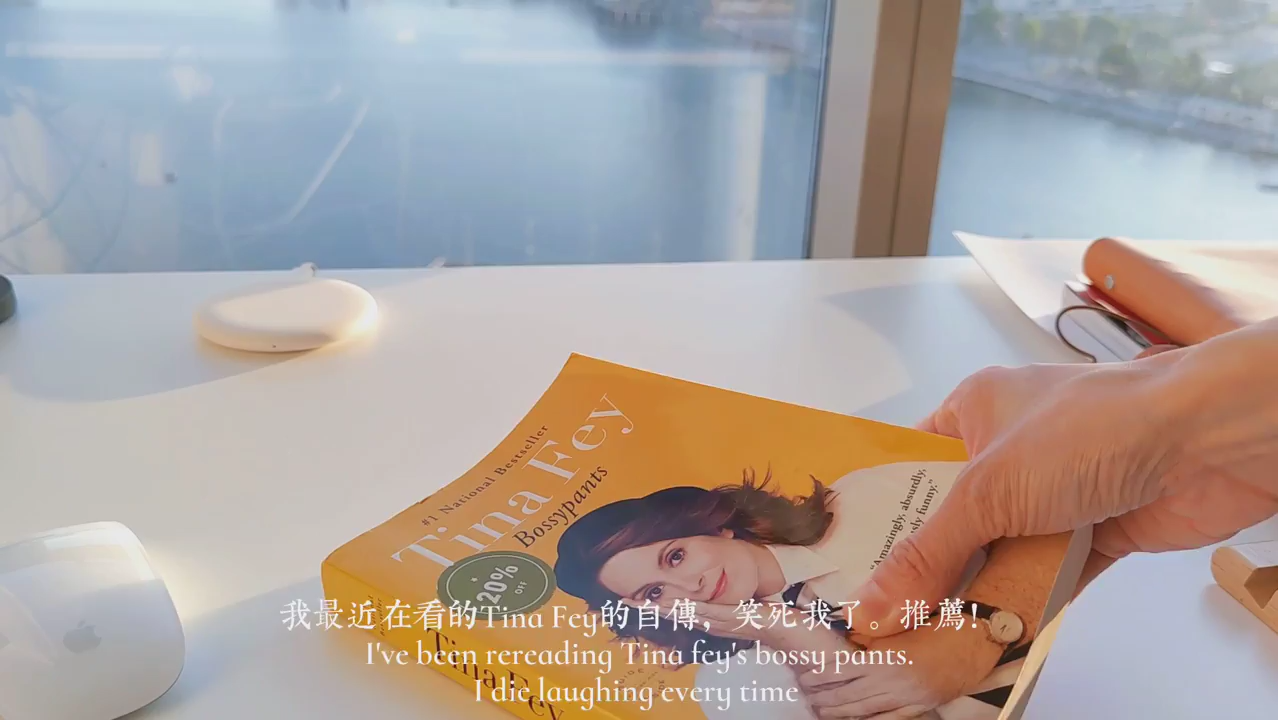 #1 National Bestseller
Tina Fey
Bossypants
20%
OFF
"Amazingly, absurdly,
funny,"
Tina Fey
我最近在看的Tina Fey的自傳，笑死我了。推薦！
I've been rereading Tina fey's bossy pants.
I die laughing every time